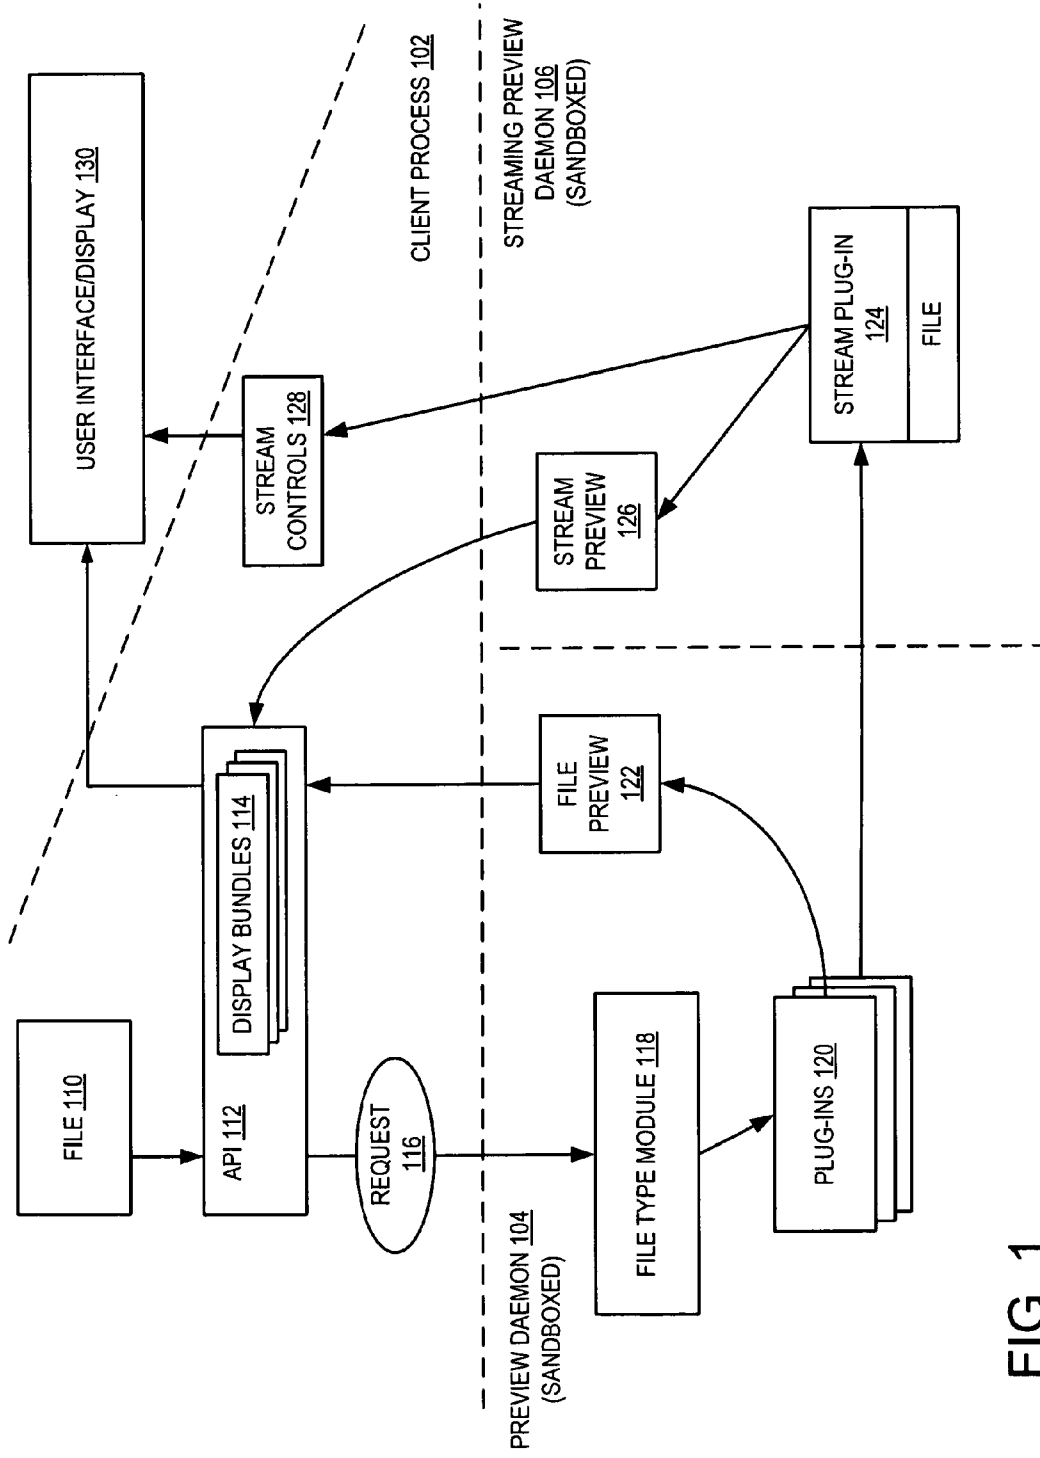 FILE 110
API 112
DISPLAY BUNDLES 114
REQUEST
116
USER INTERFACE/DISPLAY 130
STREAM
CONTROLS 128
CLIENT PROCESS 102
PREVIEW DAEMON 104
(SANDBOXED)
FILE TYPE MODULE 118
PLUG-INS 120
FILE
PREVIEW
122
STREAMING PREVIEW
DAEMON 106
(SANDBOXED)
STREAM
PREVIEW
126
STREAM PLUG-IN
124
FILE
FIG. 1